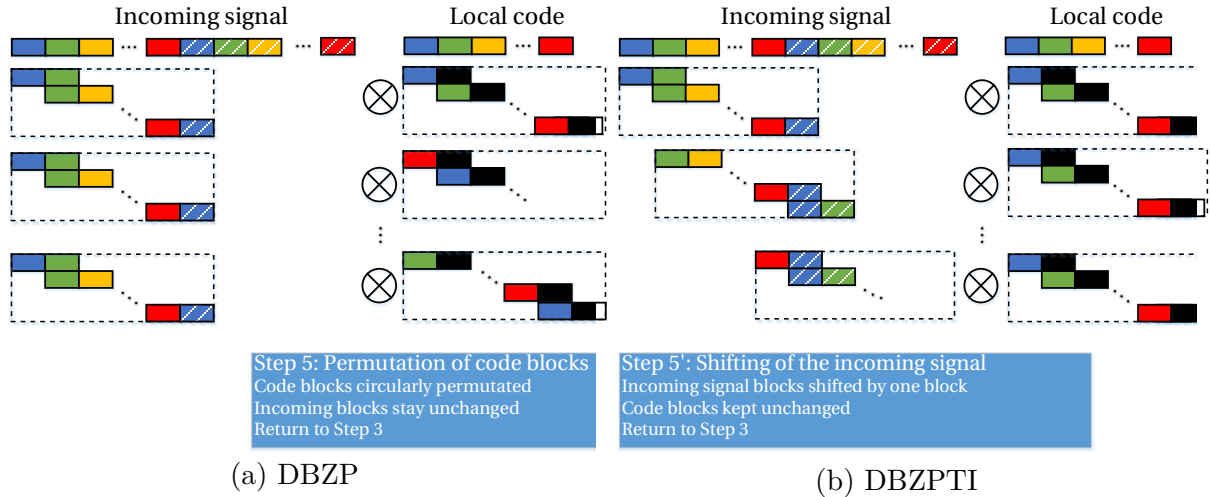 Incoming signal
Local code
Incoming signal
Local code
Step 5: Permutation of code blocks
Code blocks circularly permutated
Incoming blocks stay unchanged
Return to Step 3
Step 5': Shifting of the incoming signal
Incoming signal blocks shifted by one block
Code blocks kept unchanged
Return to Step 3
(a) DBZP
(b) DBZPTI